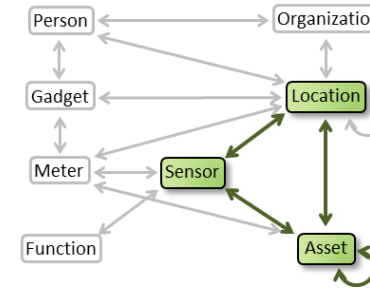 Person
Organizatio
Gadget
Location
Meter
Sensor
Function
Asset